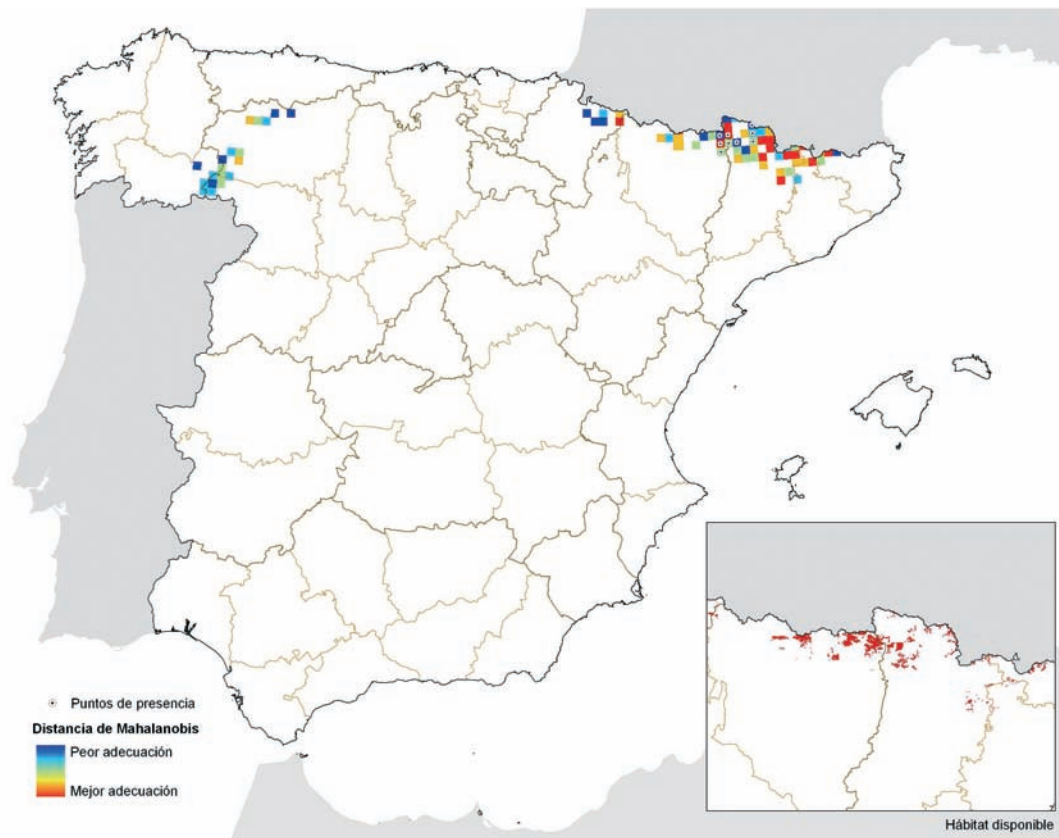 Puntos de presencia
Distancia de Mahalanobis
Peor adecuación
Mejor adecuación
Hábitat disponible